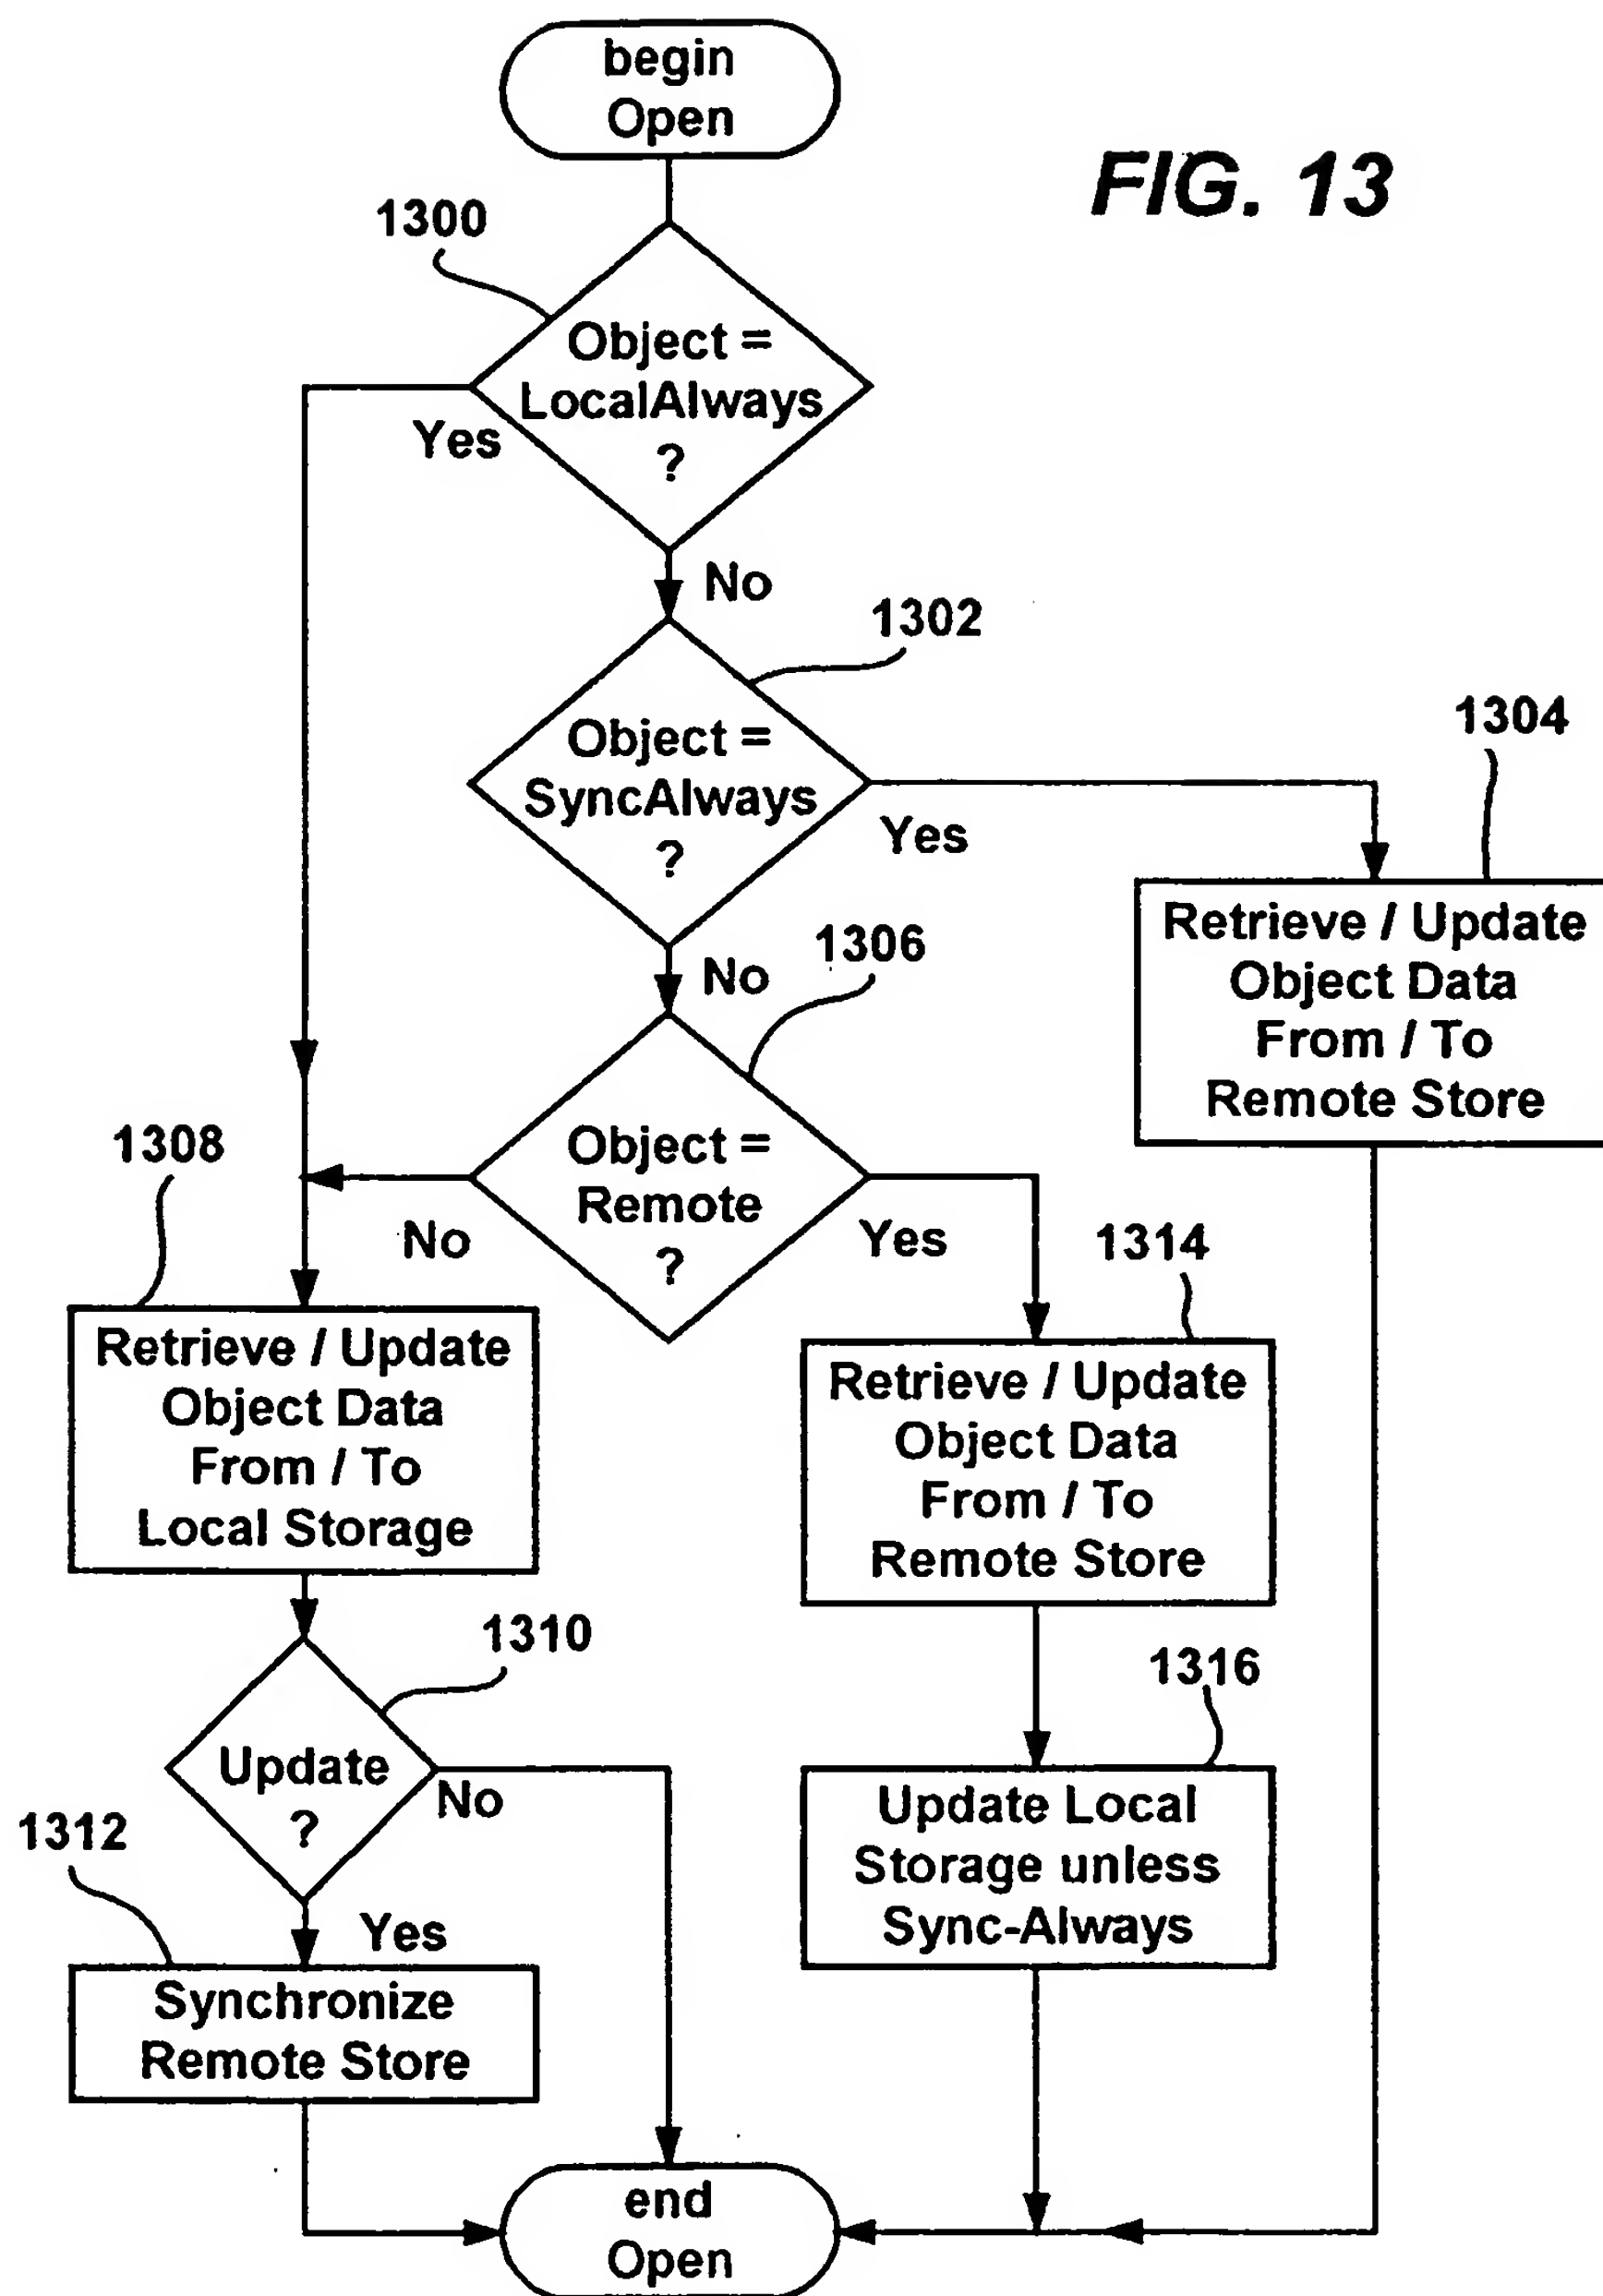 begin
Open
FIG. 13
1300
Object =
LocalAlways
?
Yes
No
1302
Object =
SyncAlways
?
Yes
1304
Retrieve / Update
Object Data
From / To
Remote Store
No
1306
Object =
Remote
?
No
Yes
1308
Retrieve / Update
Object Data
From / To
Local Storage
1314
Retrieve / Update
Object Data
From / To
Remote Store
1310
Update
?
No
Yes
1312
Synchronize
Remote Store
1316
Update Local
Storage unless
Sync-Always
end
Open